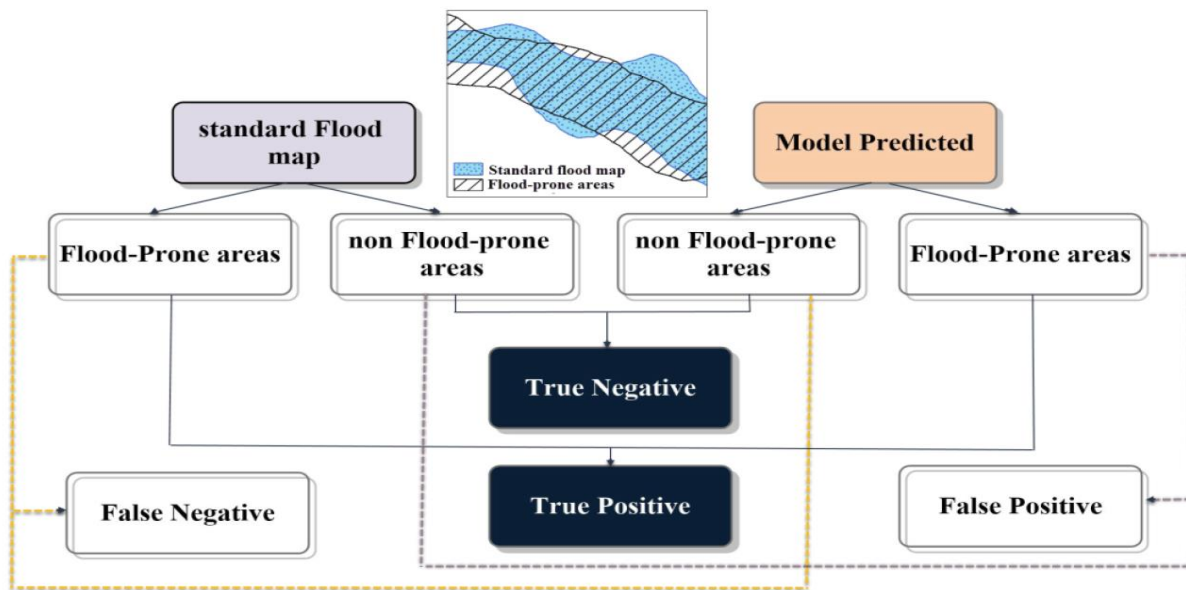 standard Flood
map
Standard flood map
Flood-prone areas
Model Predicted
Flood-Prone areas
non Flood-prone
areas
non Flood-prone
areas
Flood-Prone areas
True Negative
False Negative
True Positive
False Positive